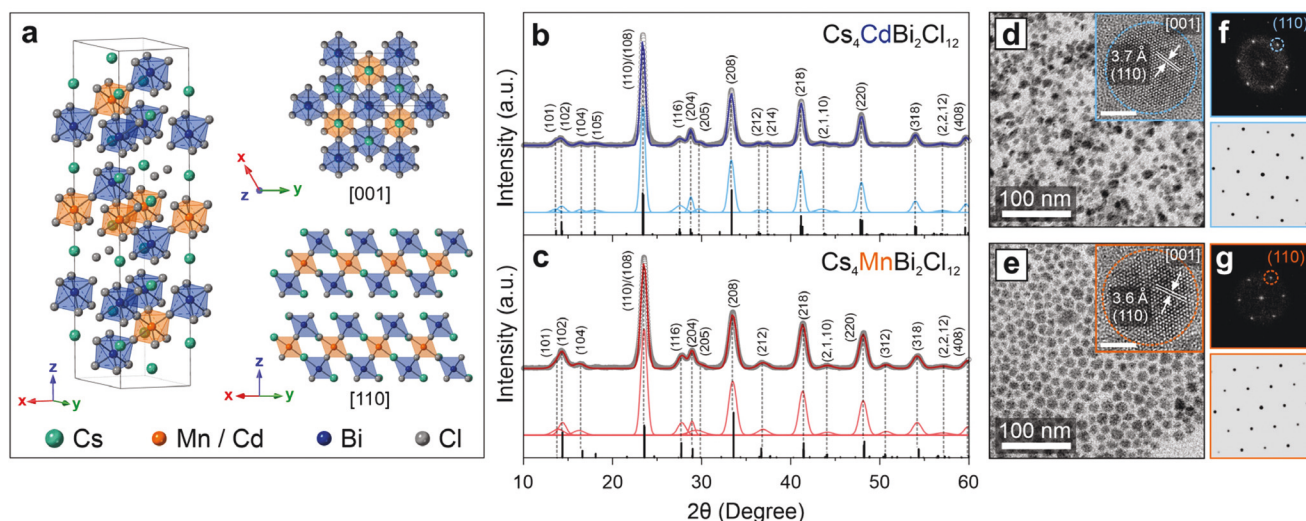 a
[001]
x
z
y
[110]
z
x
y
z
x
y
Cs
Mn / Cd
Bi
Cl
b
Cs₄CdBi₂Cl₁₂
Intensity (a.u.)
(101)
(102)
(104)
(105)
(110)/(108)
(116)
(204)
(205)
(208)
(212)
(214)
(218)
(2,1,10)
(220)
(318)
(2,2,12)
(408)
c
Cs₄MnBi₂Cl₁₂
Intensity (a.u.)
(101)
(102)
(104)
(110)/(108)
(116)
(204)
(205)
(208)
(212)
(218)
(2,1,10)
(220)
(312)
(318)
(2,2,12)
(408)
10 20 30 40 50 60
2θ (Degree)
d
[001]
3.7 Å
(110)
100 nm
e
[001]
3.6 Å
(110)
100 nm
f
(110)
g
(110)